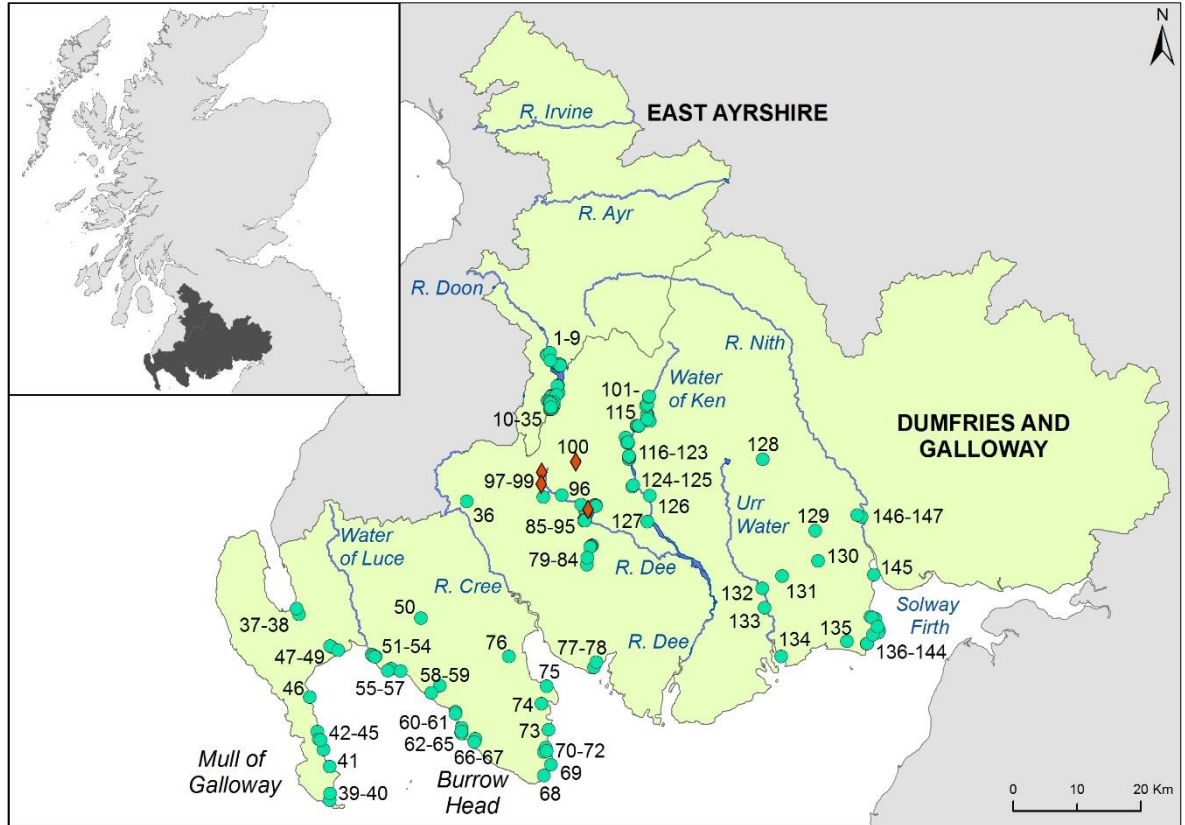 N
R. Irvine
EAST AYRSHIRE
R. Ayr
R. Doon
1-9
R. Nith
Water
of Ken
101-
115
10-35
DUMFRIES AND
GALLOWAY
100
116-123
128
97-99
96
124-125
36
126
Urr
Water
85-95
127
129
146-147
Water
of Luce
79-84
R. Dee
130
R. Cree
131
145
132
50
37-38
133
Solway
Firth
76
R. Dee
47-49
51-54
77-78
134
135
136-144
55-57
58-59
75
46
74
60-61
73
42-45
62-65
70-72
Mull of
Galloway
66-67
41
Burrow
Head
69
39-40
68
0 10 20 Km